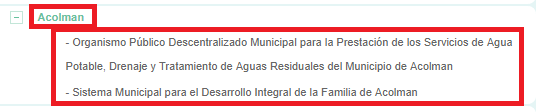 Acolman
- Organismo Público Descentralizado Municipal para la Prestación de los Servicios de Agua
Potable, Drenaje y Tratamiento de Aguas Residuales del Municipio de Acolman
- Sistema Municipal para el Desarrollo Integral de la Familia de Acolman